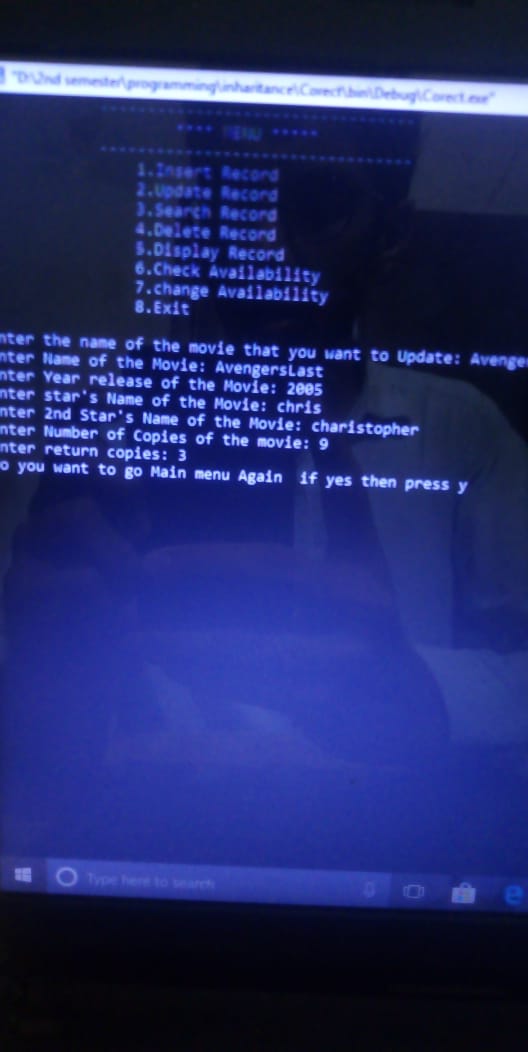 "D:\2nd semester\programming\inharitance\Corect\bin\Debug\Corect.exe"
---------------------------------
**** MENU *****
---------------------------------
1.Insert Record
2.Update Record
3.Search Record
4.Delete Record
5.Display Record
6.Check Availability
7.change Availability
8.Exit
nter the name of the movie that you want to Update: Avenge
nter Name of the Movie: AvengersLast
nter Year release of the Movie: 2005
nter star's Name of the Movie: chris
nter 2nd Star's Name of the Movie: charistopher
nter Number of Copies of the movie: 9
nter return copies: 3
o you want to go Main menu Again  if yes then press y
Type here to search